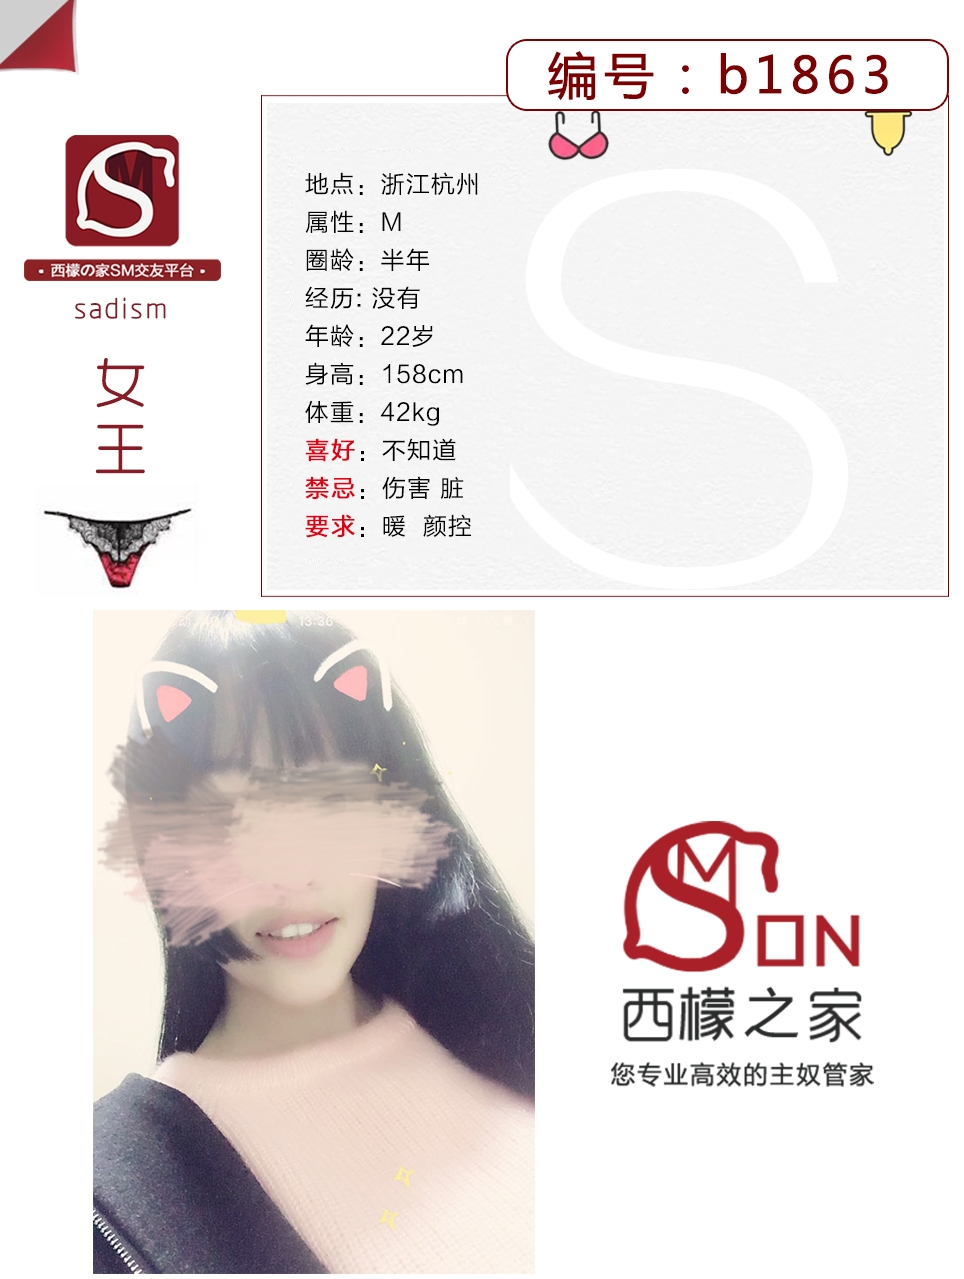 编号：b1863
地点：浙江杭州
属性：M
圈龄：半年
经历: 没有
年龄：22岁
身高：158cm
体重：42kg
喜好：不知道
禁忌：伤害 脏
要求：暖 颜控
SM
·西檬の家SM交友平台·
sadism
女
王
S
13:36
SM ON
西檬之家
您专业高效的主奴管家